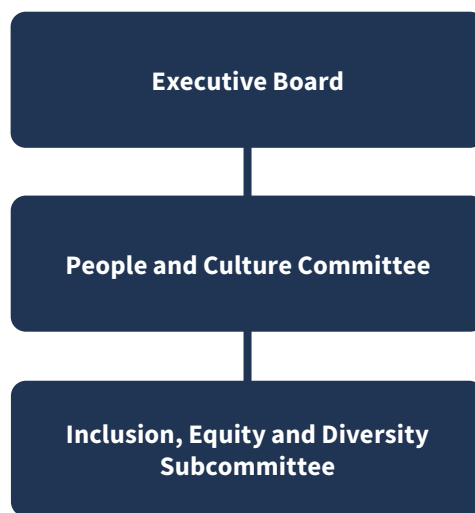 Executive Board
People and Culture Committee
Inclusion, Equity and Diversity
Subcommittee